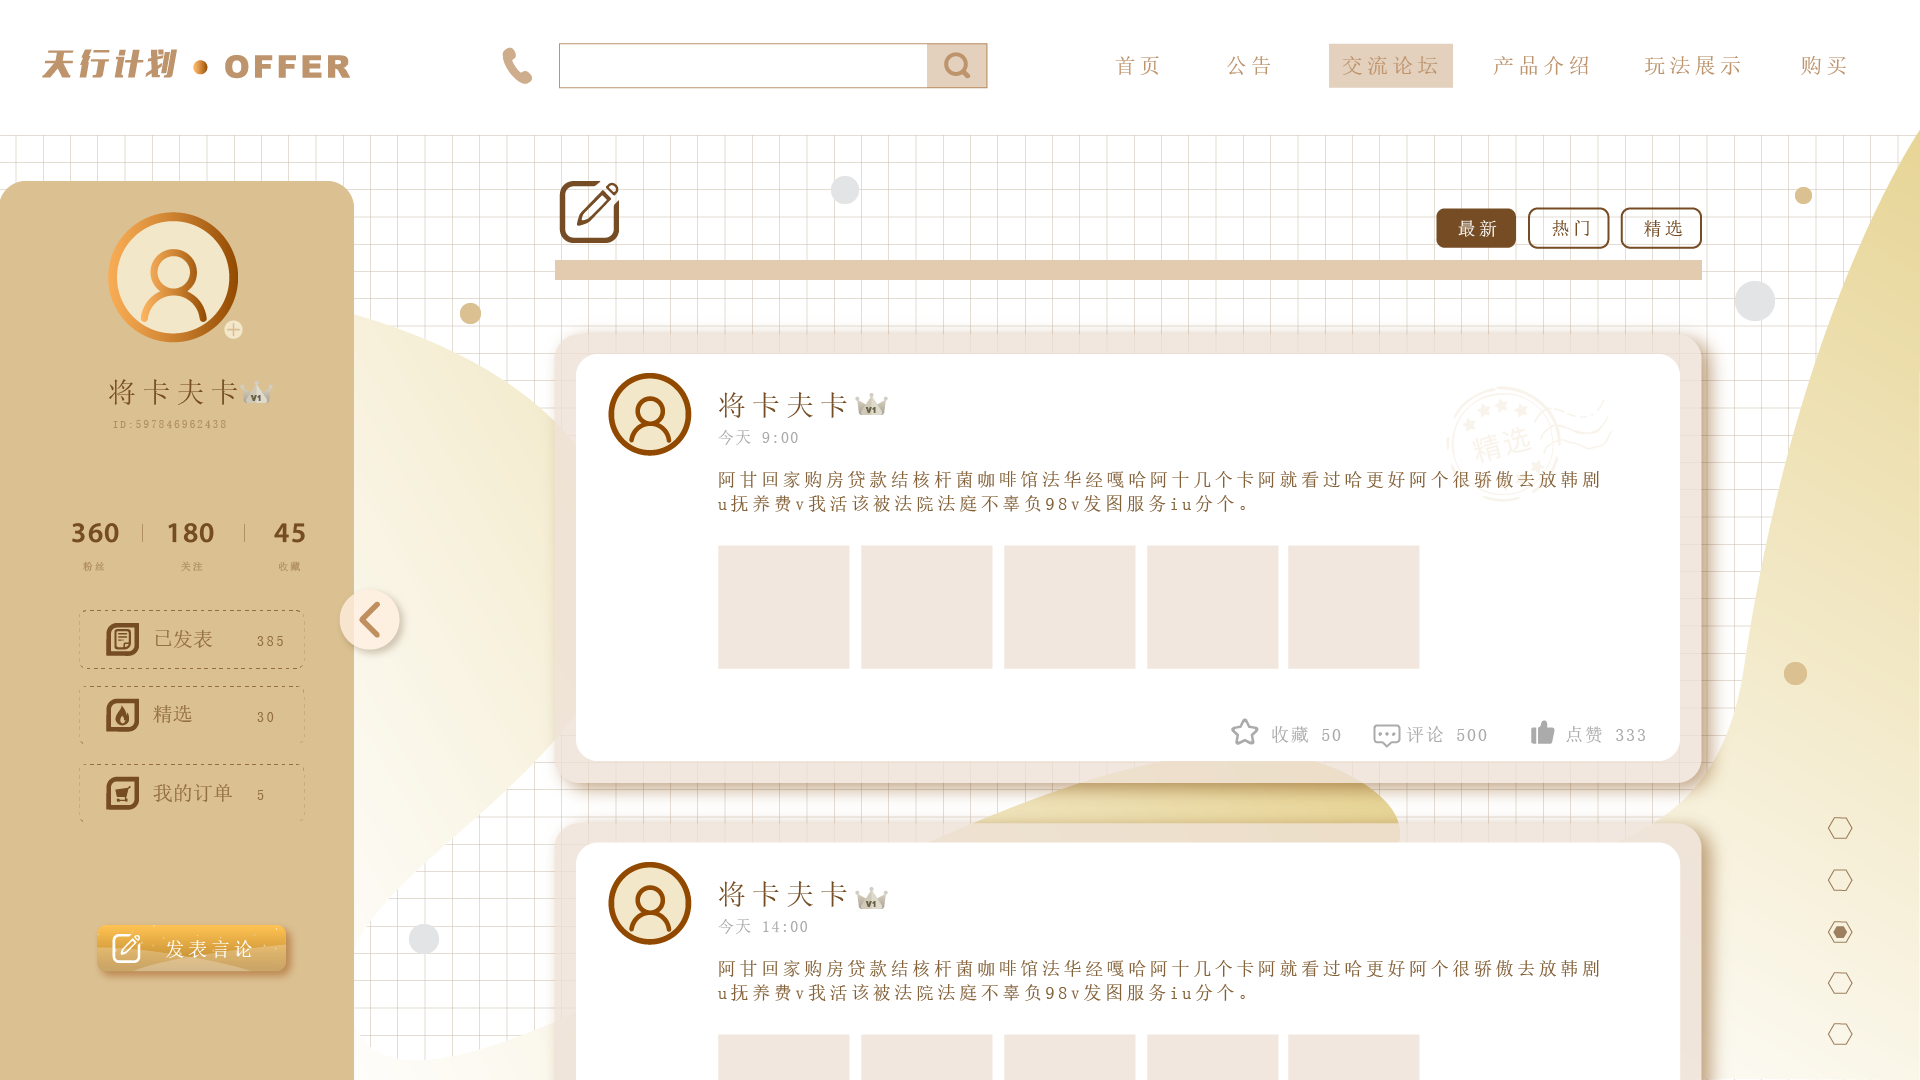 天行计划 • OFFER
首页
公告
交流论坛
产品介绍
玩法展示
购买
将卡夫卡
V1
ID:597846962438
360
180
45
粉丝
关注
收藏
已发表 385
精选 30
我的订单 5
发表言论
最新
热门
精选
将卡夫卡
V1
今天 9:00
精选
阿甘回家购房贷款结核杆菌咖啡馆法华经嘎哈阿十几个卡阿就看过哈更好阿个很骄傲去放韩剧
u抚养费v我活该被法院法庭不辜负98v发图服务iu分个。
收藏 50
评论 500
点赞 333
将卡夫卡
V1
今天 14:00
阿甘回家购房贷款结核杆菌咖啡馆法华经嘎哈阿十几个卡阿就看过哈更好阿个很骄傲去放韩剧
u抚养费v我活该被法院法庭不辜负98v发图服务iu分个。